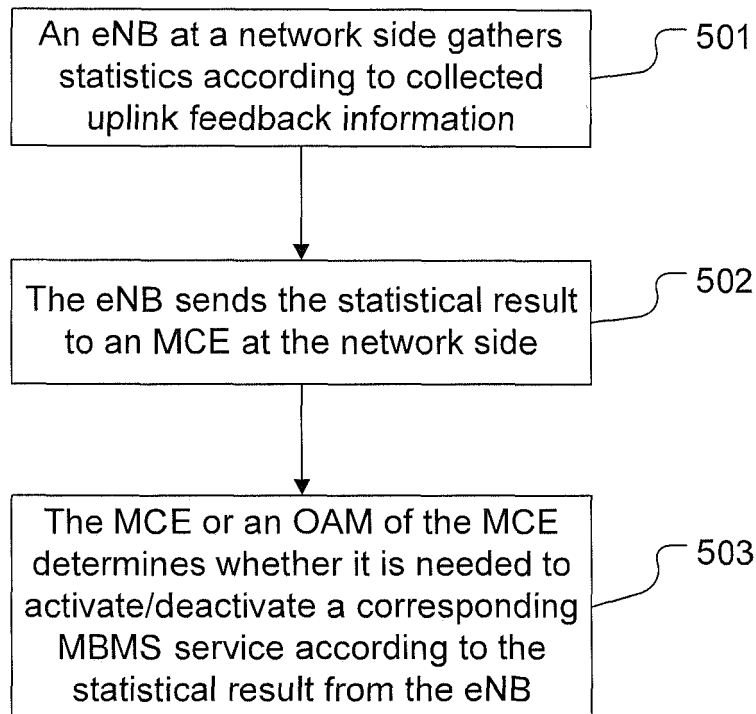 An eNB at a network side gathers
statistics according to collected
uplink feedback information
501
The eNB sends the statistical result
to an MCE at the network side
502
The MCE or an OAM of the MCE
determines whether it is needed to
activate/deactivate a corresponding
MBMS service according to the
statistical result from the eNB
503